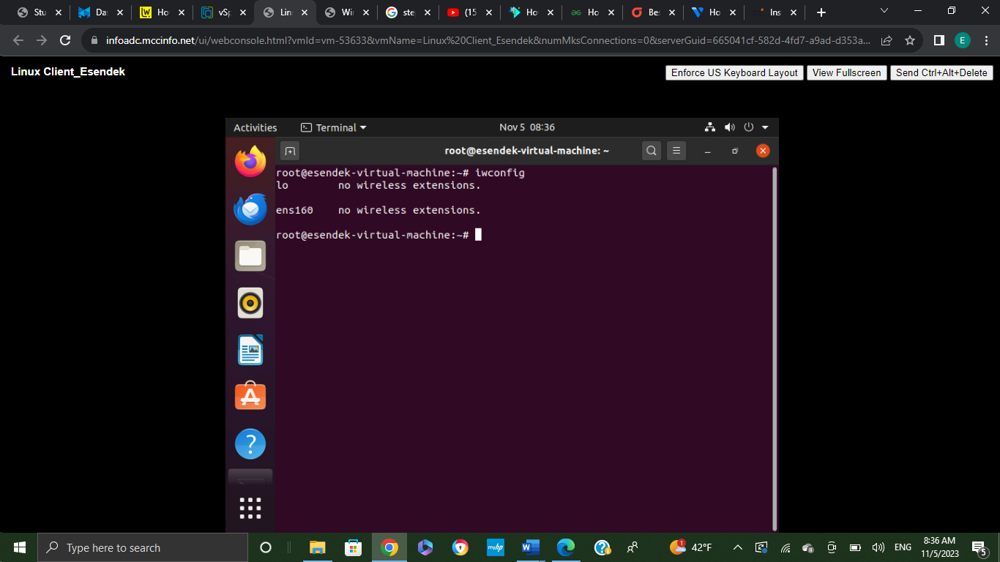 Stu
Das
Ho
vSp
Lin
Wir
ste
(15
Ho
Ho
Be
Ho
Ins
infoadc.mccinfo.net/ui/webconsole.html?vmId=vm-53633&vmName=Linux%20Client_Esendek&numMksConnections=0&serverGuid=665041cf-582d-4fd7-a9ad-d353a...
E
Linux Client_Esendek
Enforce US Keyboard Layout
View Fullscreen
Send Ctrl+Alt+Delete
Activities
Terminal
Nov 5 08:36
root@esendek-virtual-machine: ~
root@esendek-virtual-machine:~# iwconfig
lo no wireless extensions.
ens160 no wireless extensions.
root@esendek-virtual-machine:~#
Type here to search
myhp
1
42°F
ENG
8:36 AM
11/5/2023
5